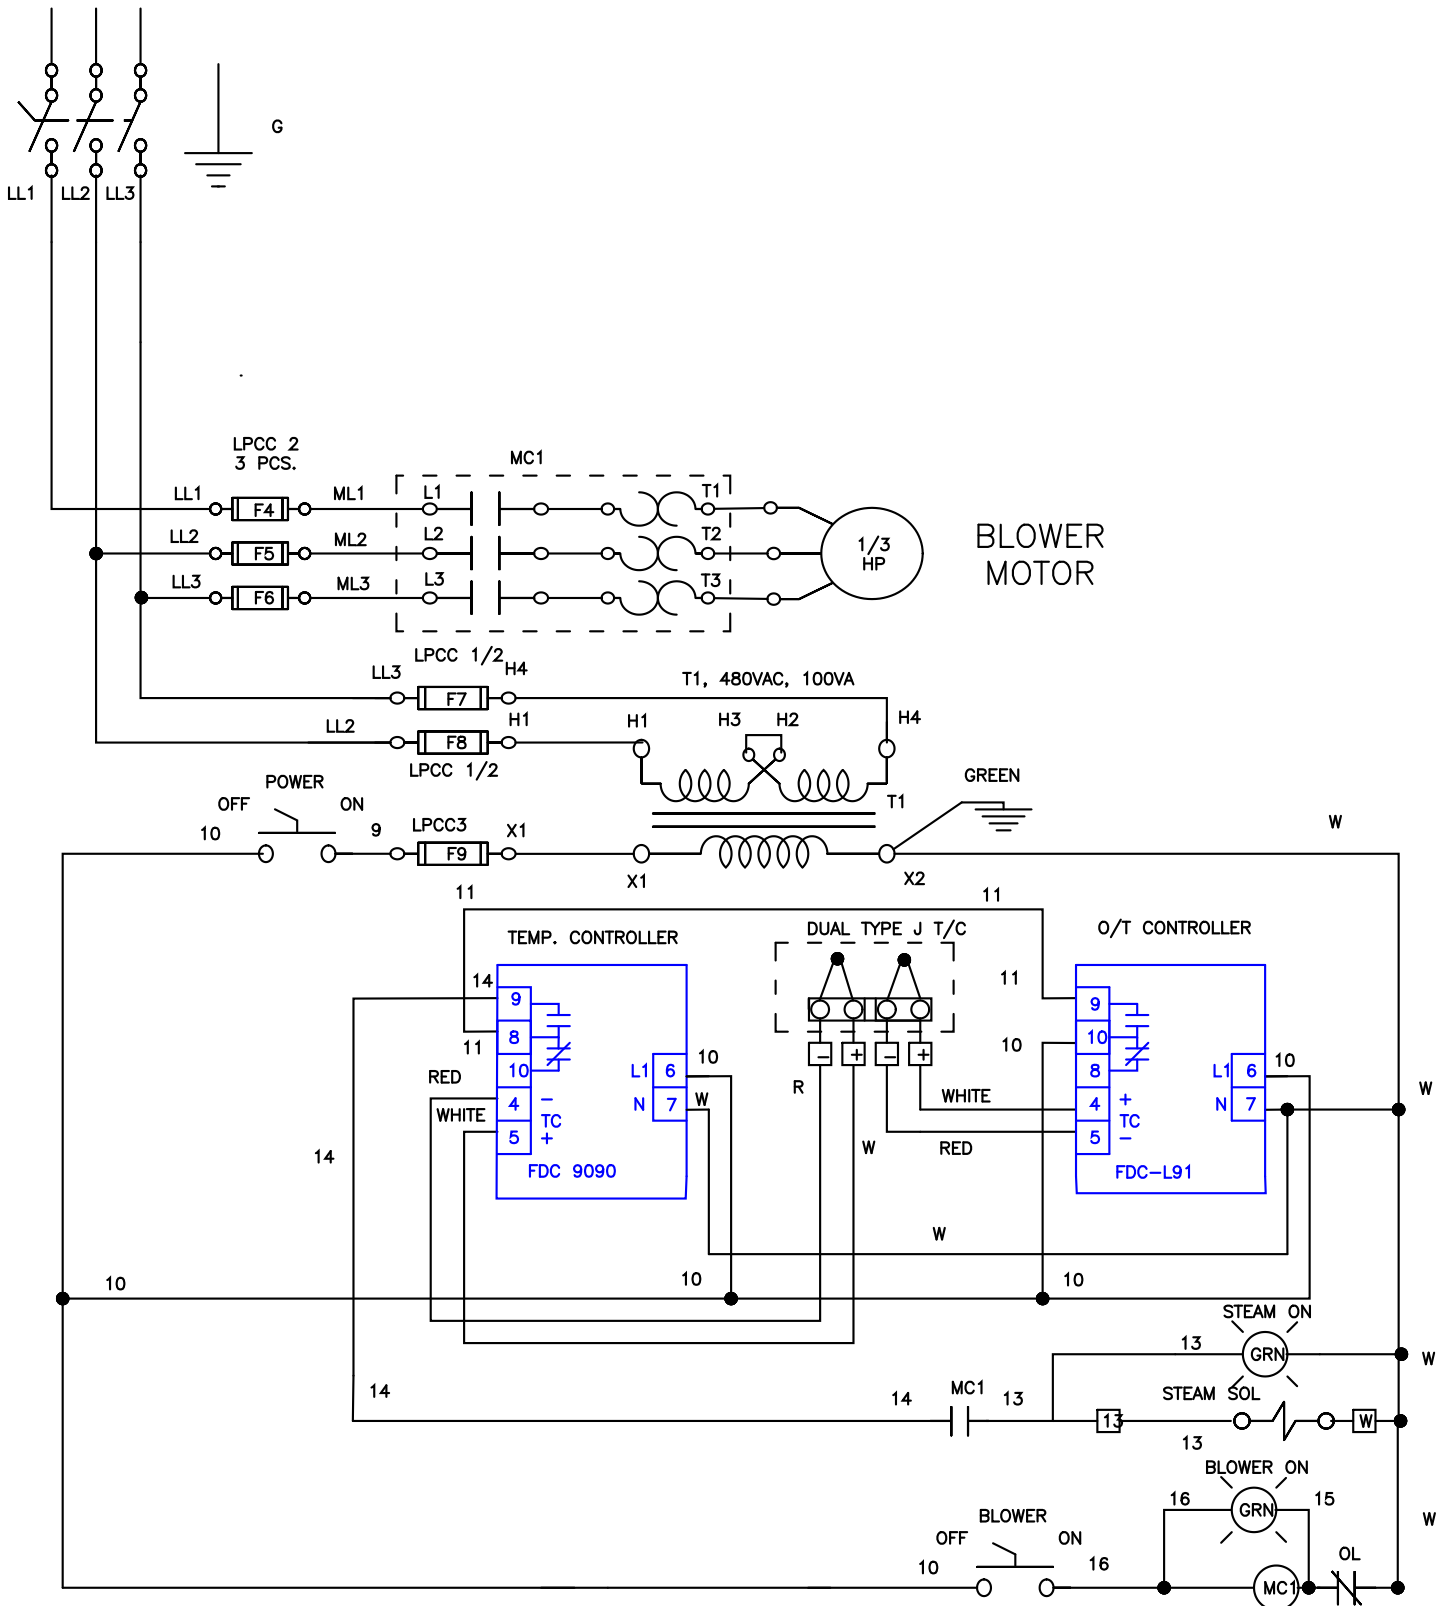 G
LL1 LL2 LL3
LPCC 2
3 PCS.
MC1
LL1 F4 ML1 L1 T1
LL2 F5 ML2 L2 T2
LL3 F6 ML3 L3 T3
1/3
HP
BLOWER
MOTOR
LPCC 1/2
LL3 F7 H4
T1, 480VAC, 100VA
LL2 F8 H1
LPCC 1/2
H1 H3 H2 H4
T1
GREEN
POWER
OFF ON
10 9 LPCC3 X1
F9
X1 X2
W
11 11
TEMP. CONTROLLER
DUAL TYPE J T/C
O/T CONTROLLER
14 9
11 8
10
RED 4 −
TC
WHITE 5 +
L1 6 10
N 7 W
FDC 9090
− + − +
R W
WHITE
RED
11 9
10 10
8
4 +
TC
5 −
L1 6 10
N 7
FDC-L91
W
14
W
10 10 10
STEAM ON
13 GRN W
14 14 MC1 13
STEAM SOL
13 W
13
BLOWER ON
16 GRN 15 W
BLOWER
OFF ON
10 16 MC1 OL